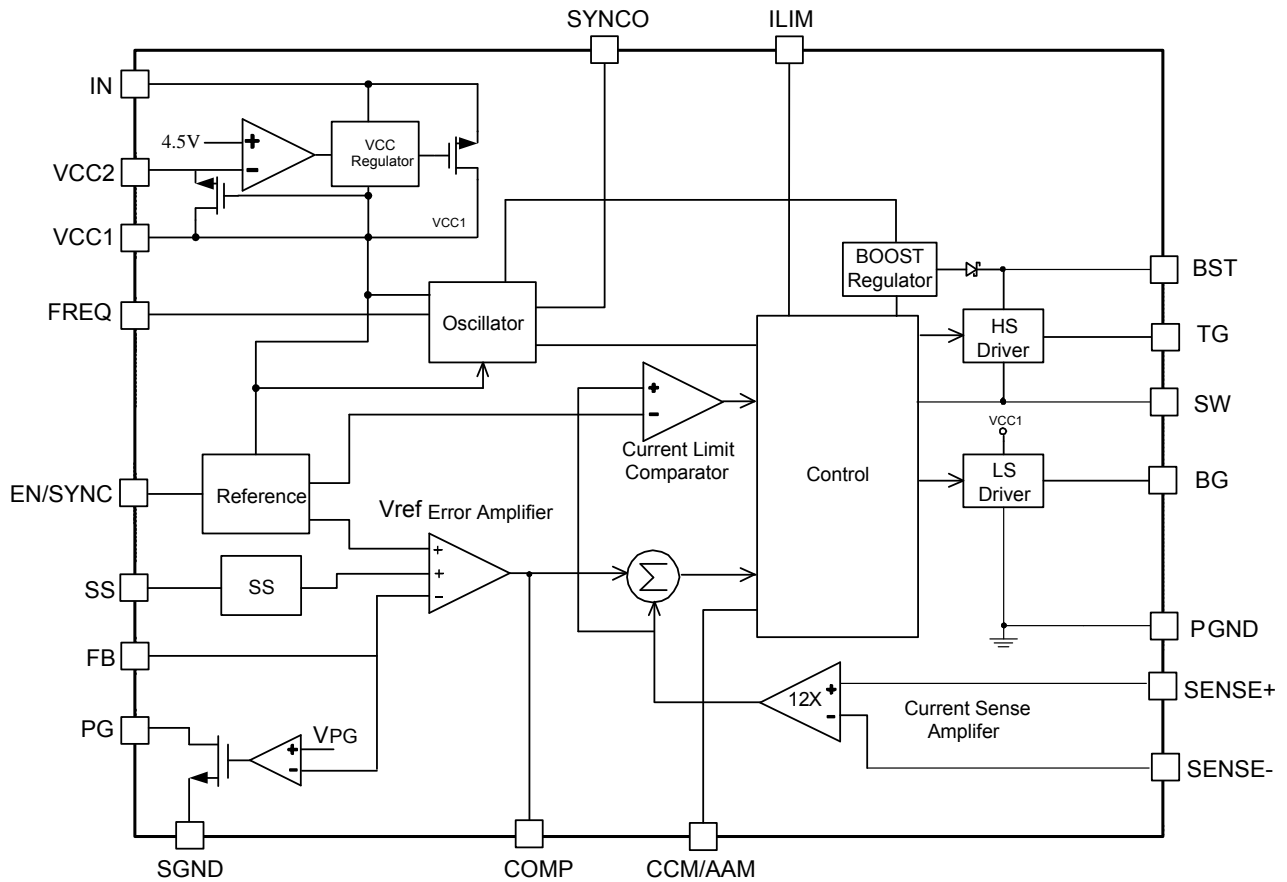 SYNCO
ILIM
IN
4.5V
+
-
VCC
Regulator
VCC2
VCC1
VCC1
FREQ
Oscillator
BOOST
Regulator
BST
HS
Driver
TG
SW
+
-
Current Limit
Comparator
Control
VCC1
LS
Driver
BG
EN/SYNC
Reference
Vref Error Amplifier
+
+
-
SS
SS
Σ
FB
PGND
12X
+
-
Current Sense
Amplifer
SENSE+
SENSE-
PG
VPG
+
-
SGND
COMP
CCM/AAM